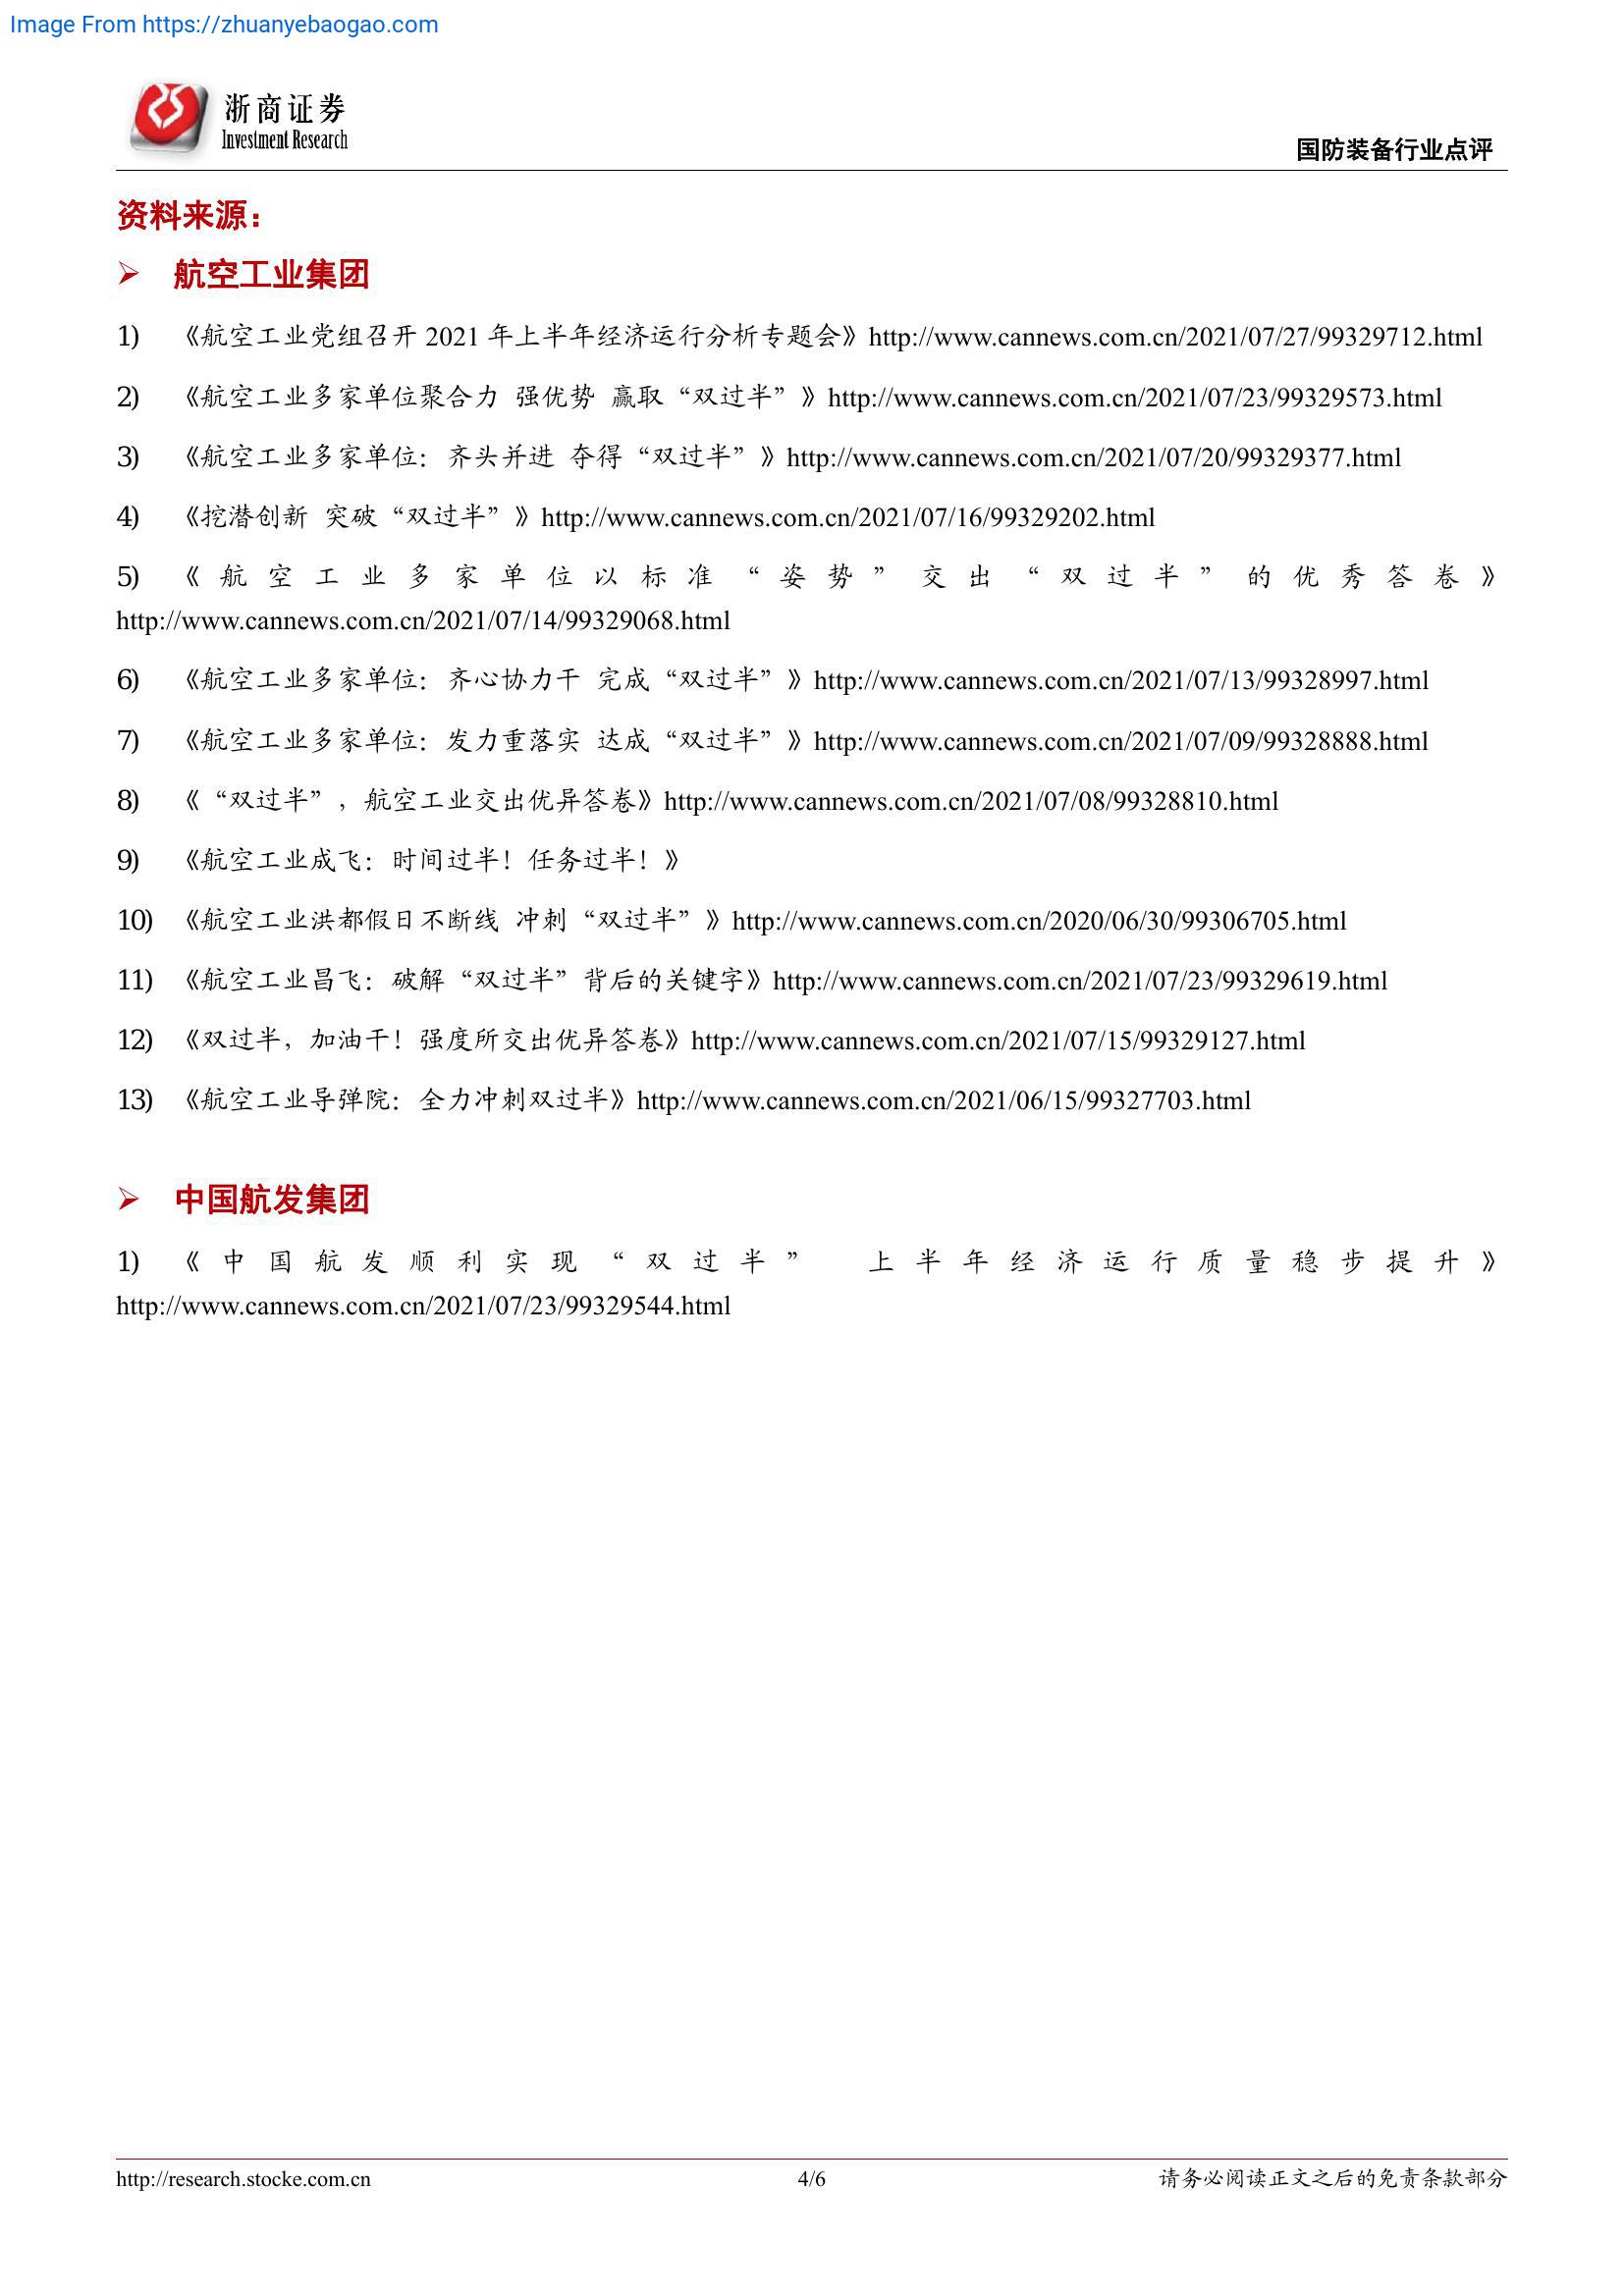 Image From https://zhuanyebaogao.com
浙商证券
Investment Research
国防装备行业点评
资料来源：
➢ 航空工业集团
1) 《航空工业党组召开 2021 年上半年经济运行分析专题会》http://www.cannews.com.cn/2021/07/27/99329712.html
2) 《航空工业多家单位聚合力 强优势 赢取“双过半”》http://www.cannews.com.cn/2021/07/23/99329573.html
3) 《航空工业多家单位：齐头并进 夺得“双过半”》http://www.cannews.com.cn/2021/07/20/99329377.html
4) 《挖潜创新 突破“双过半”》http://www.cannews.com.cn/2021/07/16/99329202.html
5) 《航空工业多家单位以标准“姿势”交出“双过半”的优秀答卷》
http://www.cannews.com.cn/2021/07/14/99329068.html
6) 《航空工业多家单位：齐心协力干 完成“双过半”》http://www.cannews.com.cn/2021/07/13/99328997.html
7) 《航空工业多家单位：发力重落实 达成“双过半”》http://www.cannews.com.cn/2021/07/09/99328888.html
8) 《“双过半”，航空工业交出优异答卷》http://www.cannews.com.cn/2021/07/08/99328810.html
9) 《航空工业成飞：时间过半！任务过半！》
10) 《航空工业洪都假日不断线 冲刺“双过半”》http://www.cannews.com.cn/2020/06/30/99306705.html
11) 《航空工业昌飞：破解“双过半”背后的关键字》http://www.cannews.com.cn/2021/07/23/99329619.html
12) 《双过半，加油干！强度所交出优异答卷》http://www.cannews.com.cn/2021/07/15/99329127.html
13) 《航空工业导弹院：全力冲刺双过半》http://www.cannews.com.cn/2021/06/15/99327703.html
➢ 中国航发集团
1) 《中国航发顺利实现“双过半” 上半年经济运行质量稳步提升》
http://www.cannews.com.cn/2021/07/23/99329544.html
http://research.stocke.com.cn
4/6
请务必阅读正文之后的免责条款部分